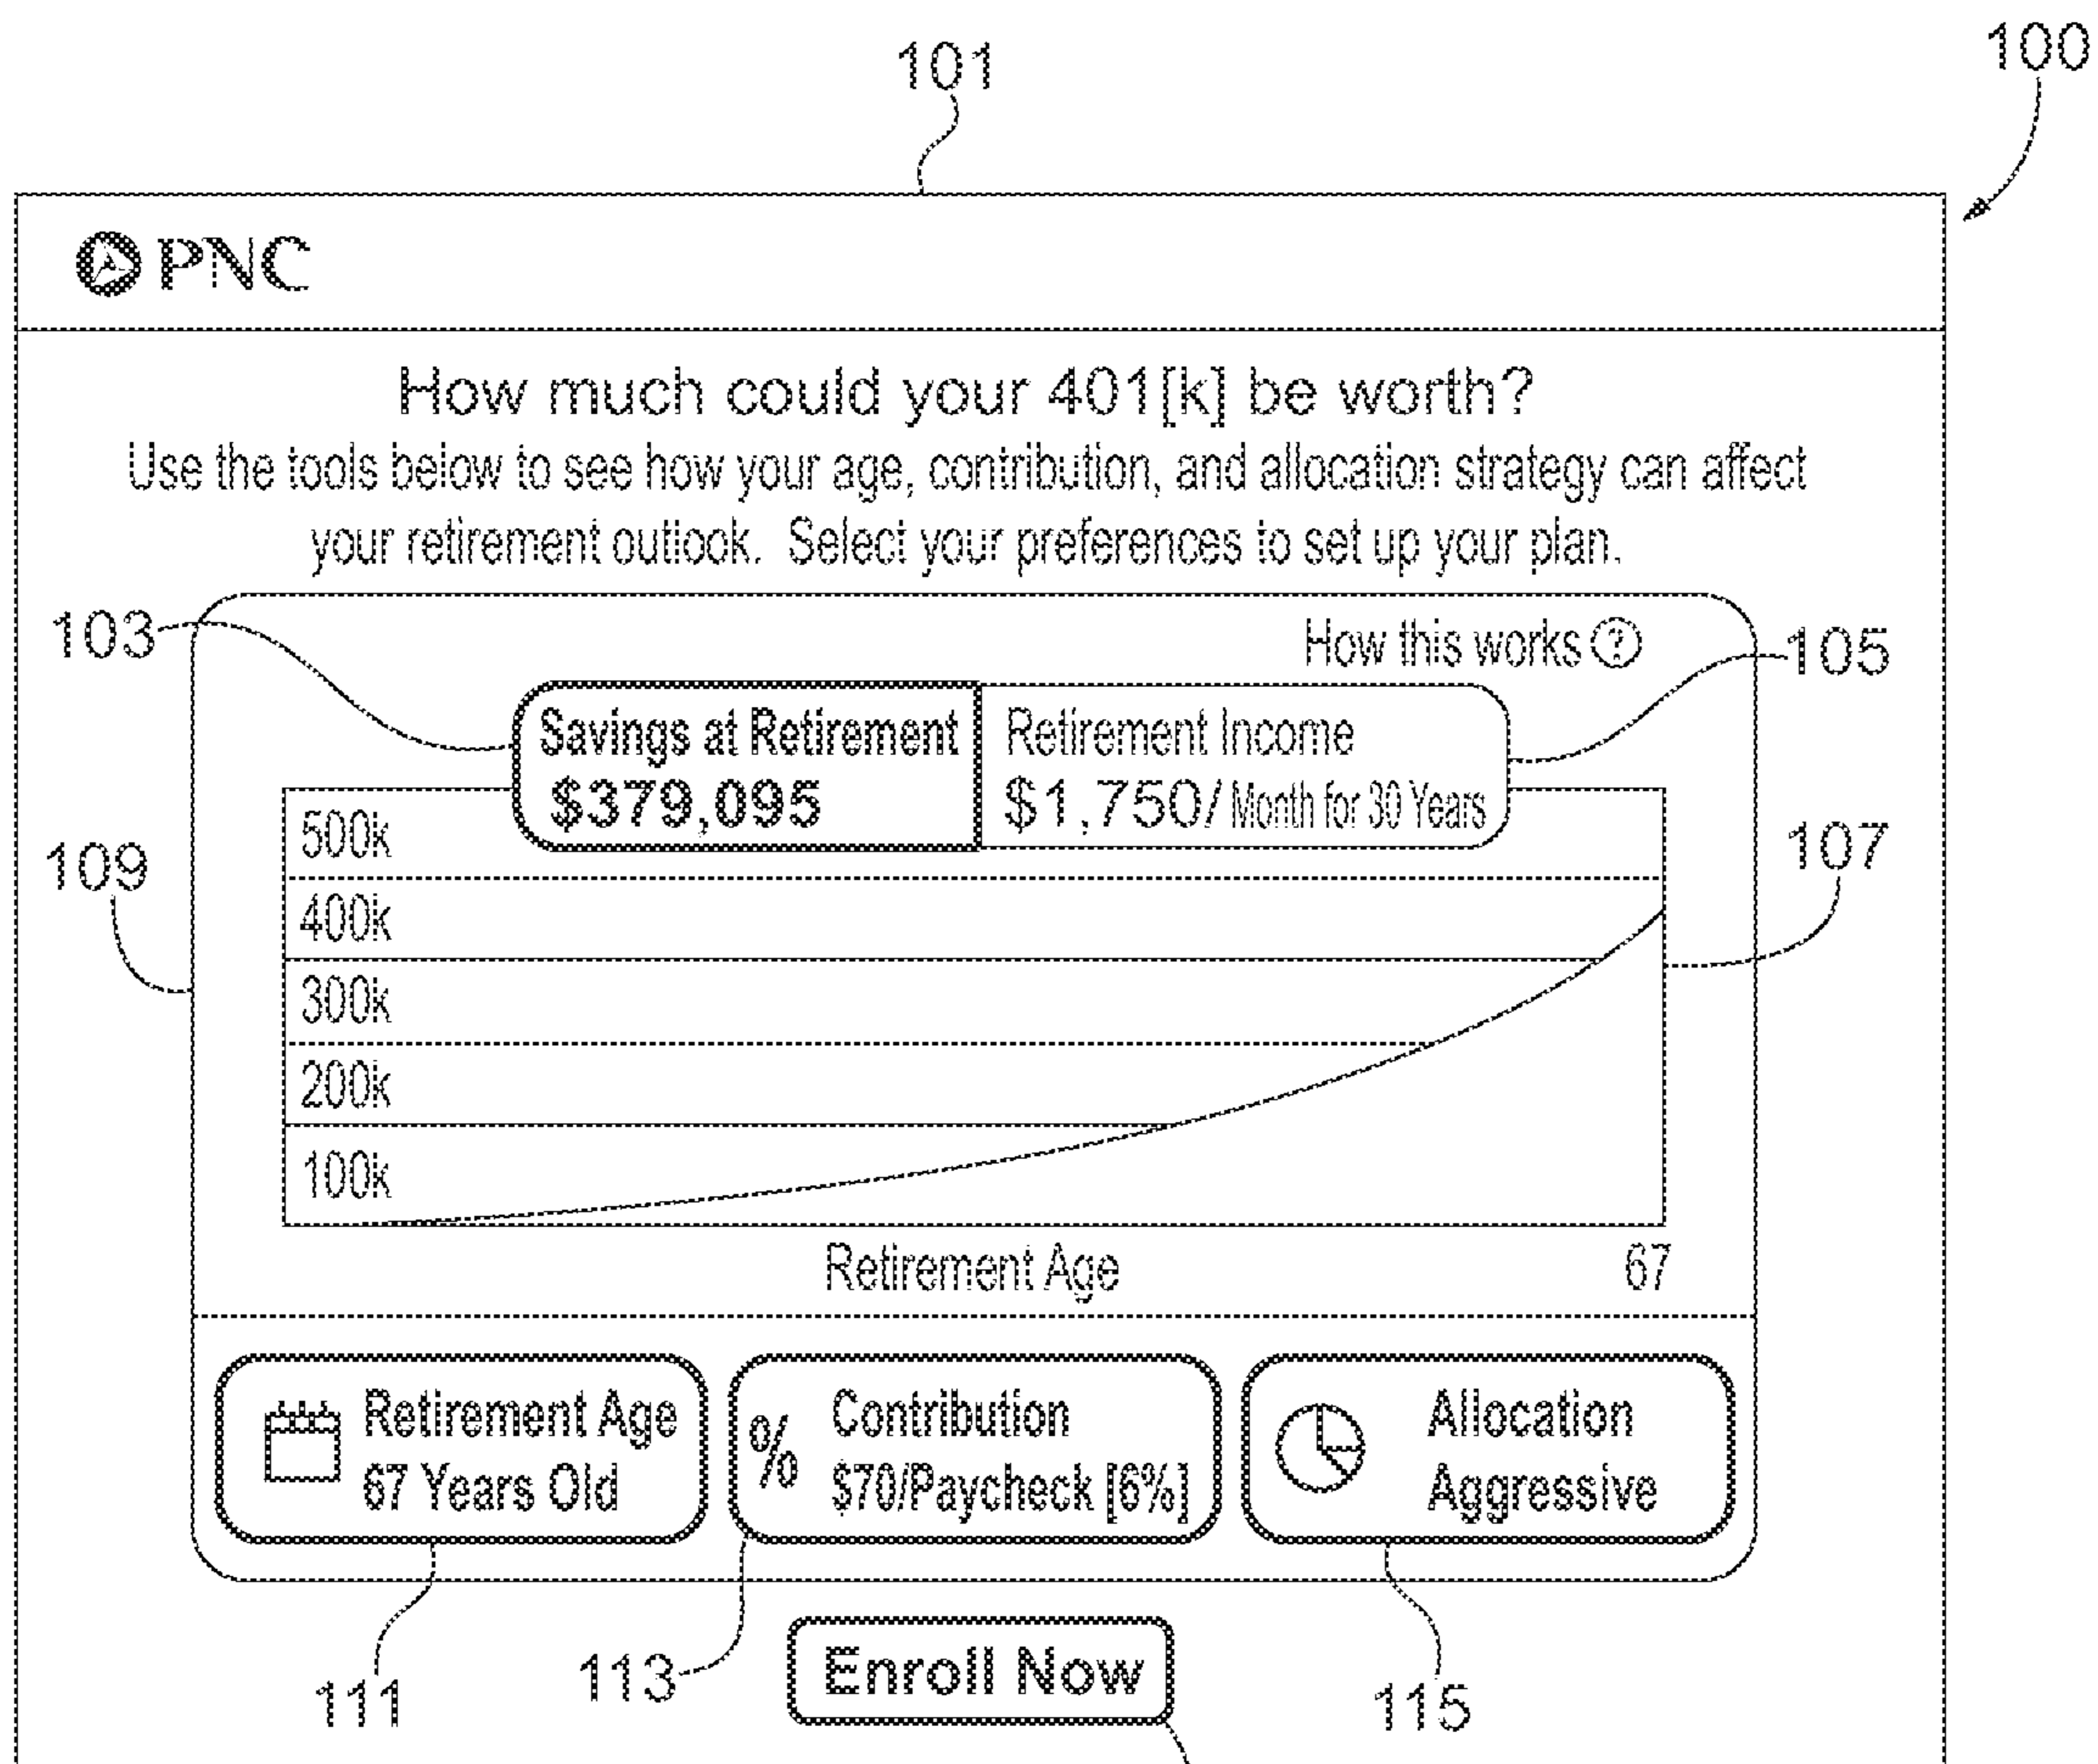 101
100
PNC
How much could your 401[k] be worth?
Use the tools below to see how your age, contribution, and allocation strategy can affect
your retirement outlook. Select your preferences to set up your plan.
103
How this works ?
105
Savings at Retirement
$379,095
Retirement Income
$1,750/ Month for 30 Years
109
107
500k
400k
300k
200k
100k
Retirement Age
67
Retirement Age
67 Years Old
% Contribution
$70/Paycheck [6%]
Allocation
Aggressive
111
113
Enroll Now
115